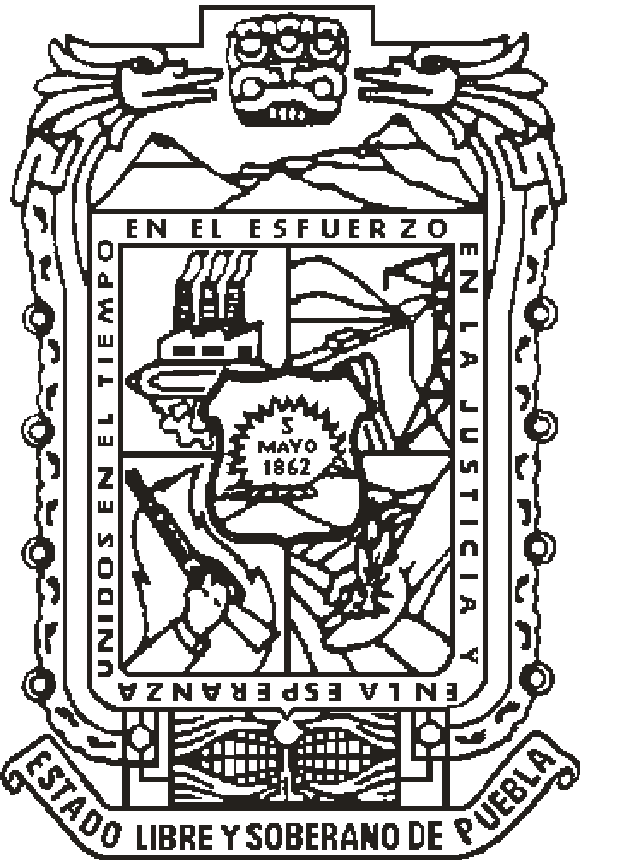 UNIDOS EN EL TIEMPO
EN EL ESFUERZO
EN LA JUSTICIA Y
EN LA ESPERANZA
5
MAYO
1862
ESTADO LIBRE Y SOBERANO DE PUEBLA